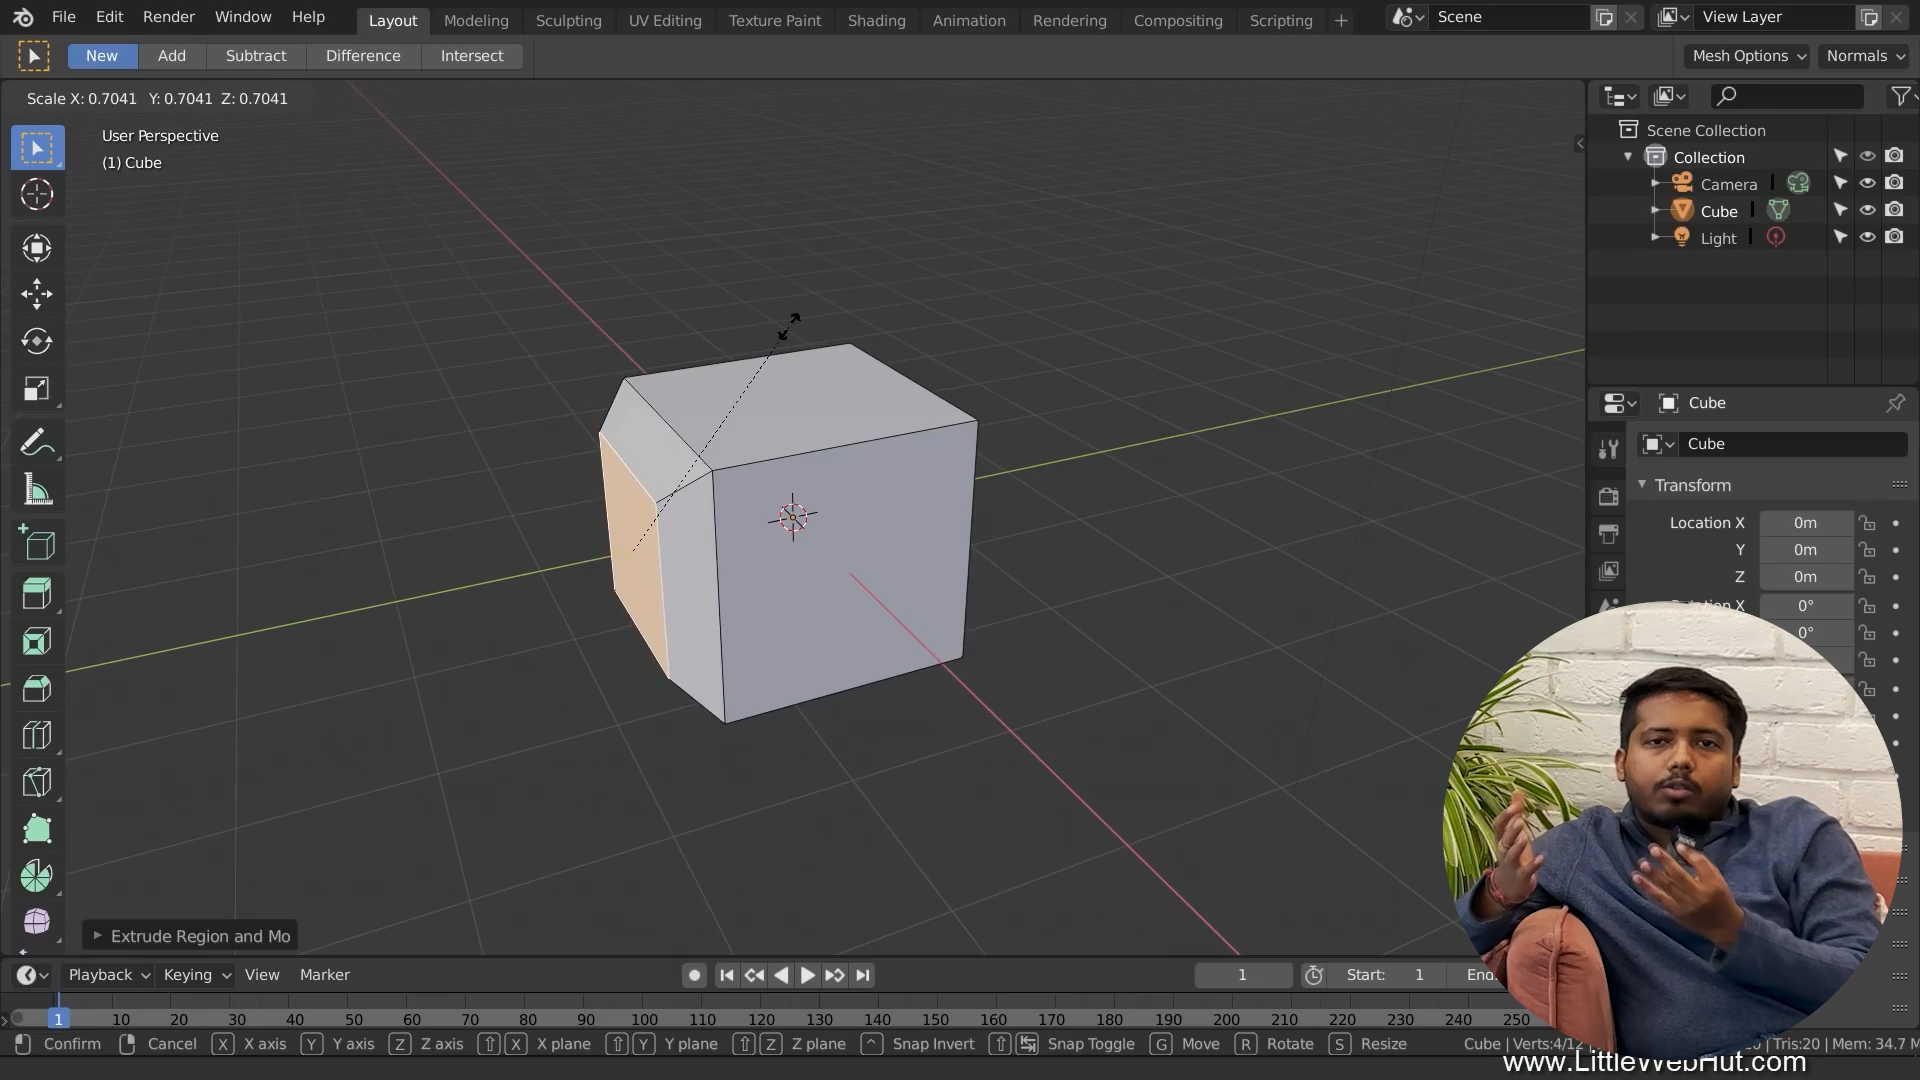 File Edit Render Window Help Layout Modeling Sculpting UV Editing Texture Paint Shading Animation Rendering Compositing Scripting + Scene View Layer
New Add Subtract Difference Intersect Mesh Options Normals
Scale X: 0.7041 Y: 0.7041 Z: 0.7041
User Perspective
(1) Cube
Scene Collection
Collection
Camera
Cube
Light
Cube
Cube
Transform
Location X 0m
Y 0m
Z 0m
0°
0°
Extrude Region and Mo
Playback Keying View Marker 1 Start: 1 End:
1 10 20 30 40 50 60 70 80 90 100 110 120 130 140 150 160 170 180 190 200 210 220 230 240 250
Confirm Cancel X X axis Y Y axis Z Z axis X X plane Y Y plane Z Z plane ^ Snap Invert Snap Toggle G Move R Rotate S Resize Cube | Verts:4/12 Tris:20 | Mem: 34.7 M
www.LittleWebHut.com